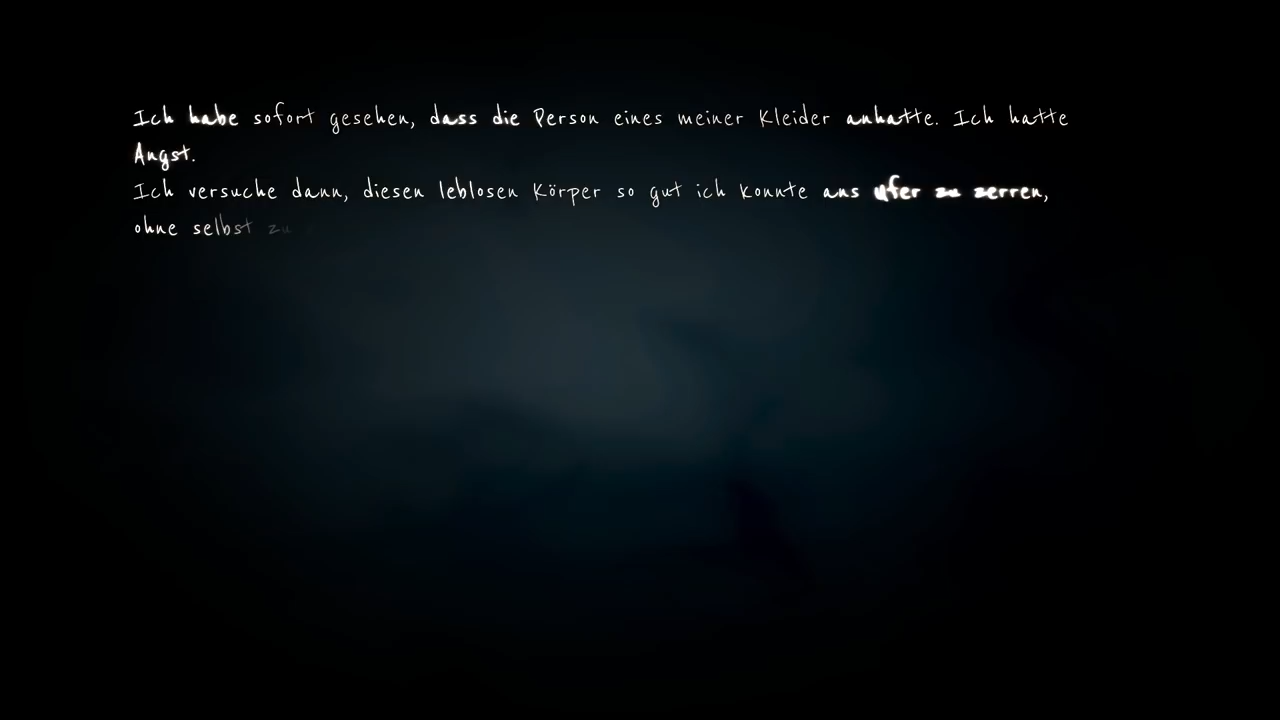 Ich habe sofort gesehen, dass die Person eines meiner Kleider anhatte. Ich hatte
Angst.
Ich versuche dann, diesen leblosen Körper so gut ich konnte ans ufer zu zerren,
ohne selbst zu